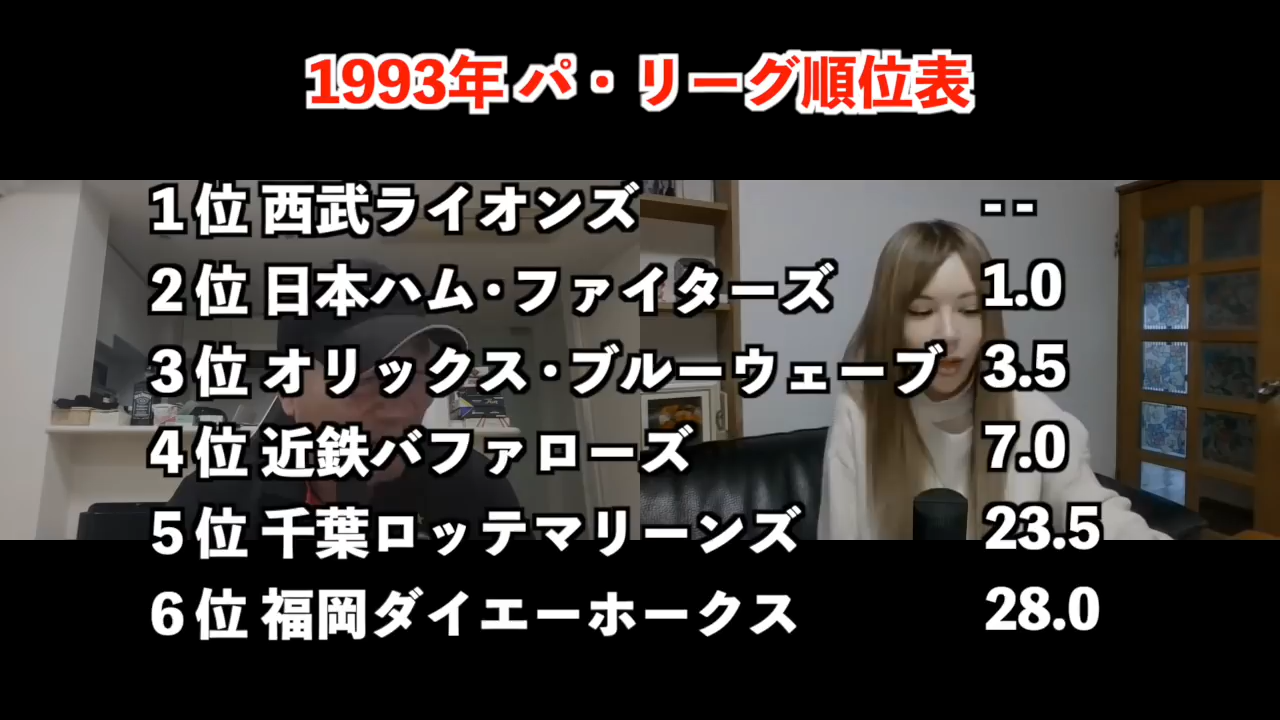 1993年 パ・リーグ順位表
1位 西武ライオンズ --
2位 日本ハム・ファイターズ 1.0
3位 オリックス・ブルーウェーブ 3.5
4位 近鉄バファローズ 7.0
5位 千葉ロッテマリーンズ 23.5
6位 福岡ダイエーホークス 28.0